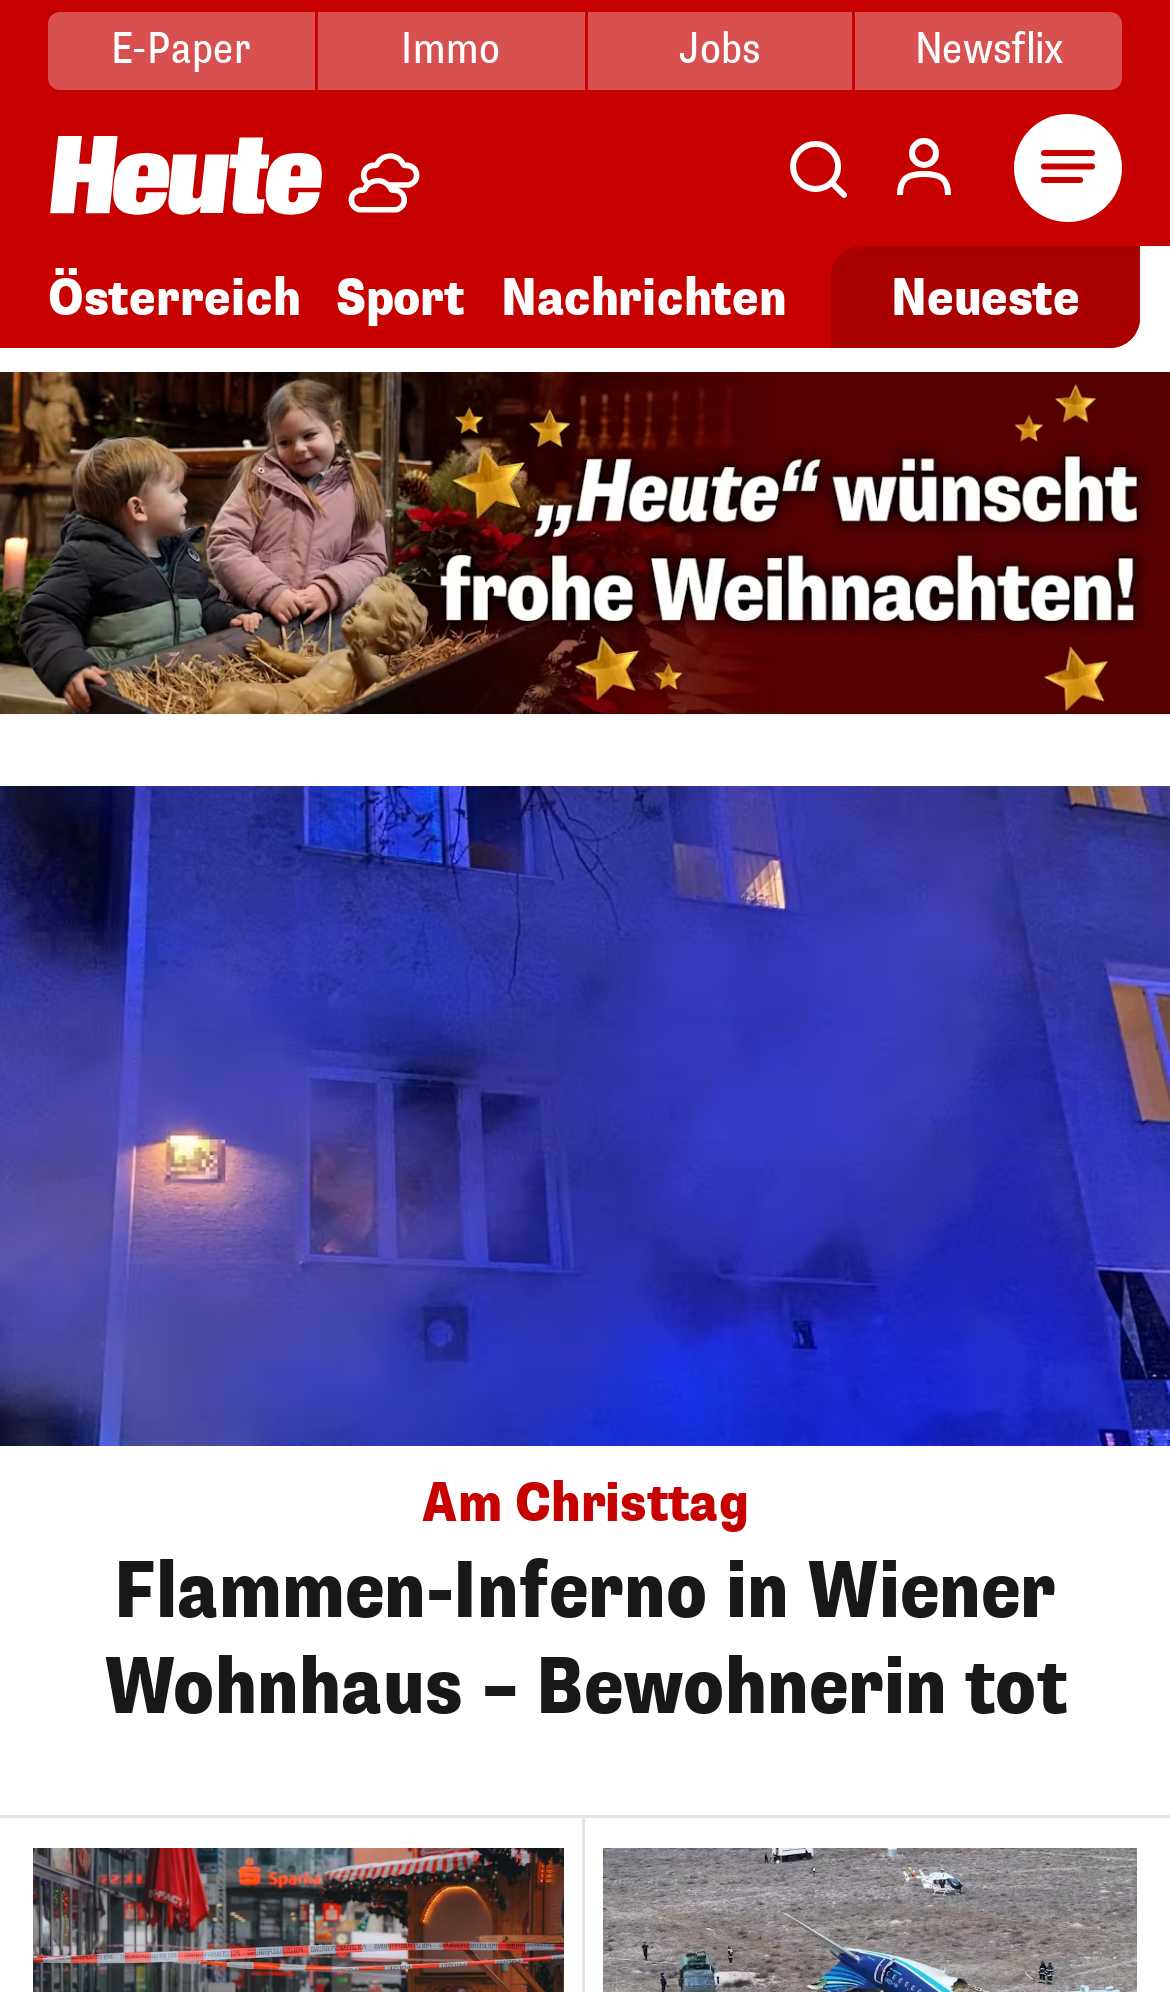 E-Paper
Immo
Jobs
Newsflix
Heute
Österreich
Sport
Nachrichten
Neueste
„Heute“ wünscht
frohe Weihnachten!
Am Christtag
Flammen-Inferno in Wiener
Wohnhaus – Bewohnerin tot